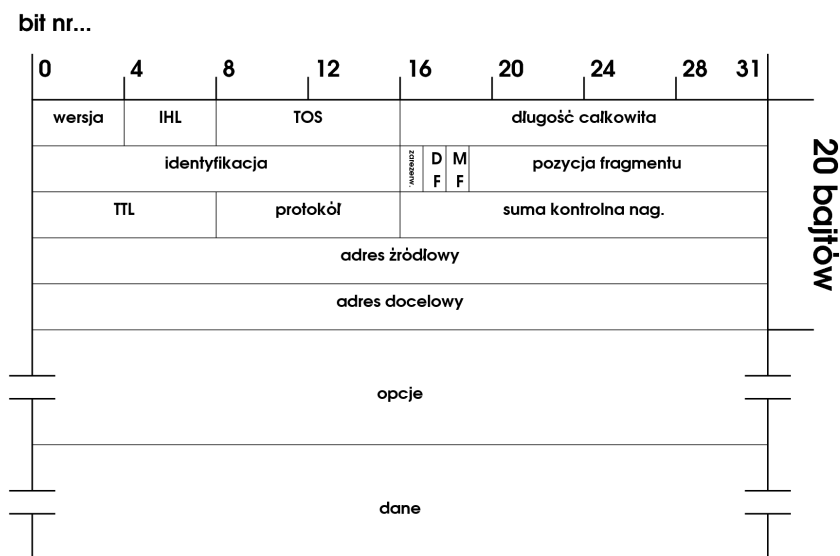 bit nr...
0 4 8 12 16 20 24 28 31
wersja IHL TOS długość całkowita
identyfikacja zarezerw. D F M F pozycja fragmentu
TTL protokół suma kontrolna nag.
adres źródłowy
adres docelowy
20 bajtów
opcje
dane